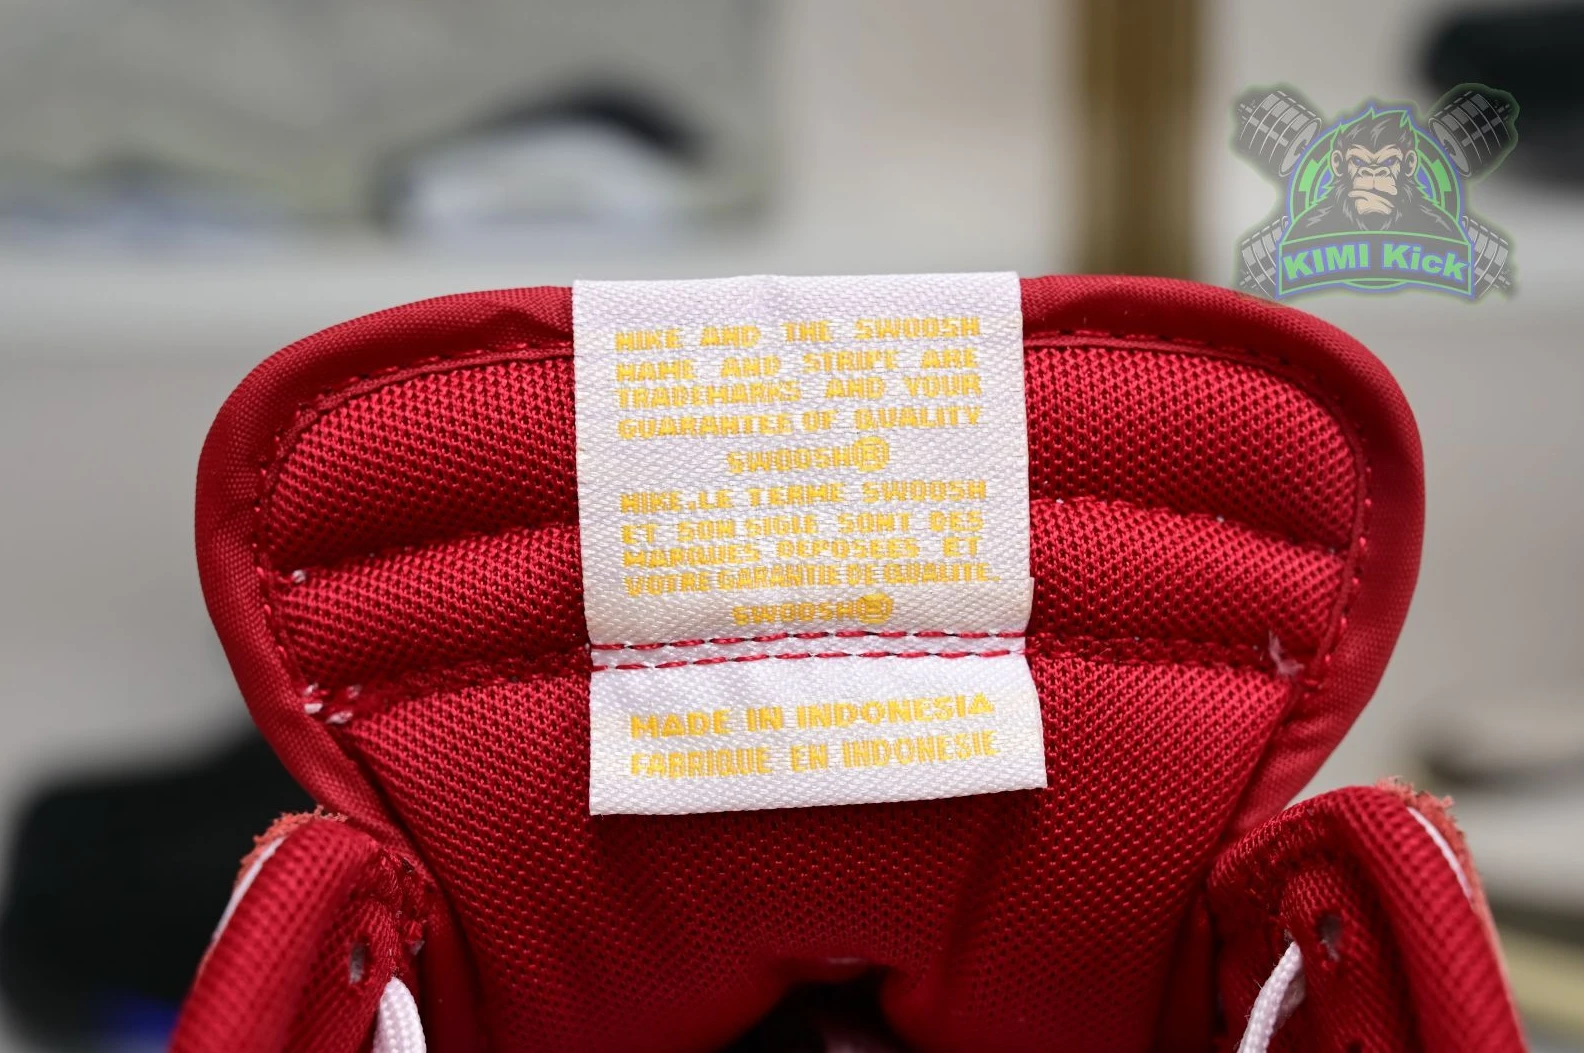 KIMI Kick
NIKE AND THE SWOOSH
NAME AND STRIPE ARE
TRADEMARKS AND YOUR
GUARANTEE OF QUALITY
SWOOSH®
NIKE.LE TERME SWOOSH
ET SON SIGLE SONT DES
MARQUES DEPOSEES ET
VOTRE GARANTIE DE QUALITE.
SWOOSH®
MADE IN INDONESIA
FABRIQUE EN INDONESIE